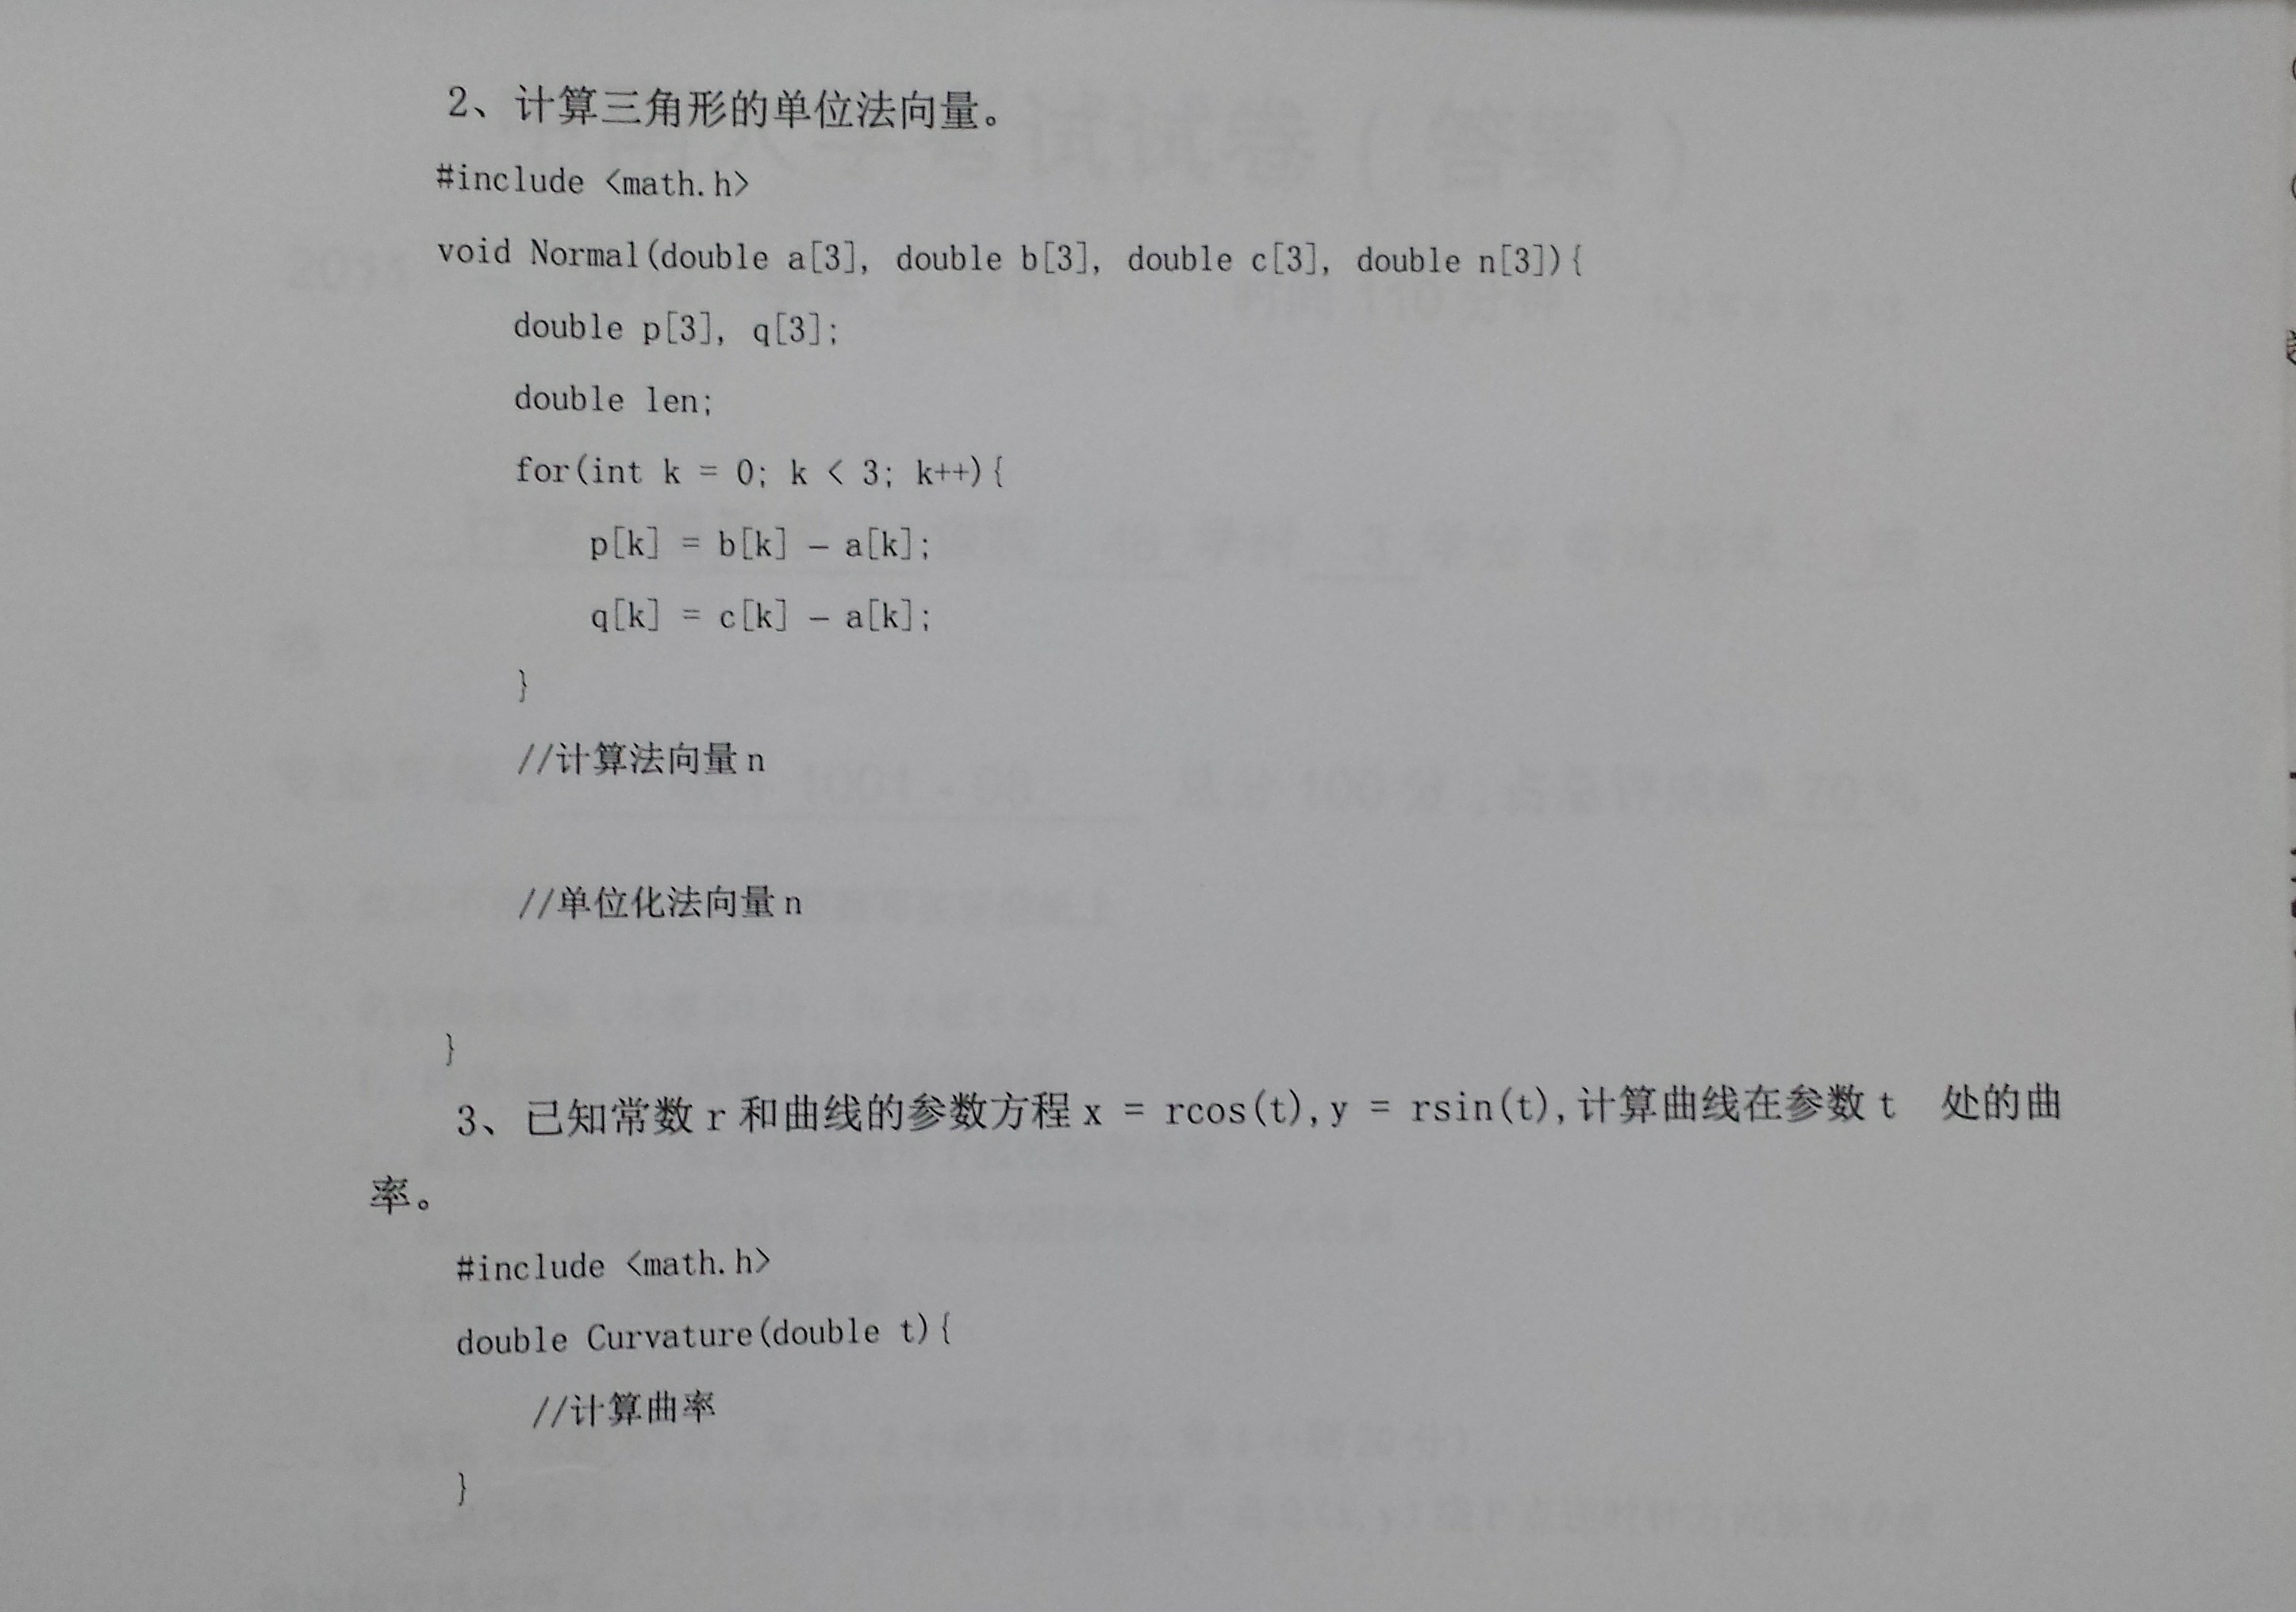 2、计算三角形的单位法向量。
#include <math.h>
void Normal(double a[3], double b[3], double c[3], double n[3]){
double p[3], q[3];
double len;
for(int k = 0; k < 3; k++){
p[k] = b[k] - a[k];
q[k] = c[k] - a[k];
}
//计算法向量n
//单位化法向量n
}
3、已知常数r和曲线的参数方程x = rcos(t),y = rsin(t),计算曲线在参数t 处的曲
率。
#include <math.h>
double Curvature(double t){
//计算曲率
}